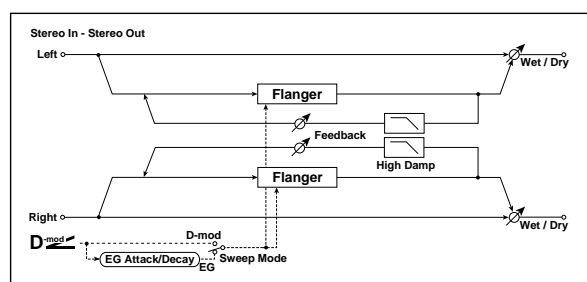 Stereo In - Stereo Out
Left
Wet / Dry
Flanger
Feedback
High Damp
Flanger
Right
Wet / Dry
D-mod
D-mod
EG Attack/Decay
EG
Sweep Mode